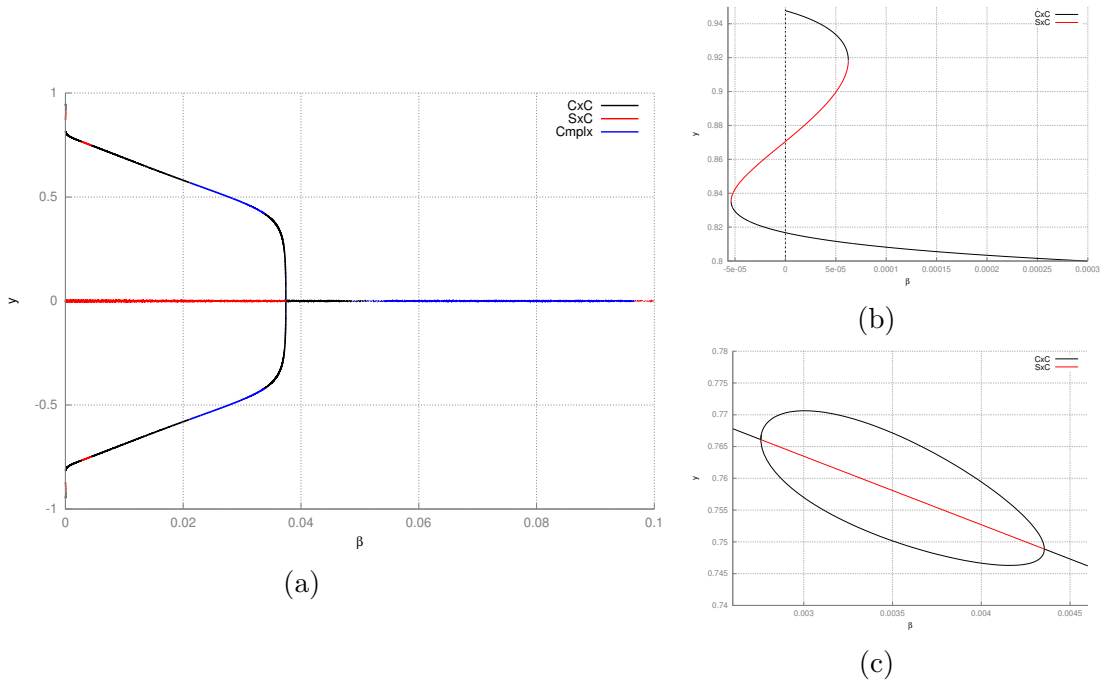 CxC
SxC
Cmplx
1
0.5
0
-0.5
-1
y
0
0.02
0.04
0.06
0.08
0.1
β
(a)
CxC
SxC
0.94
0.92
0.9
0.88
0.86
0.84
0.82
0.8
y
-5e-05
0
5e-05
0.0001
0.00015
0.0002
0.00025
0.0003
β
(b)
CxC
SxC
0.78
0.775
0.77
0.765
0.76
0.755
0.75
0.745
0.74
y
0.003
0.0035
0.004
0.0045
β
(c)